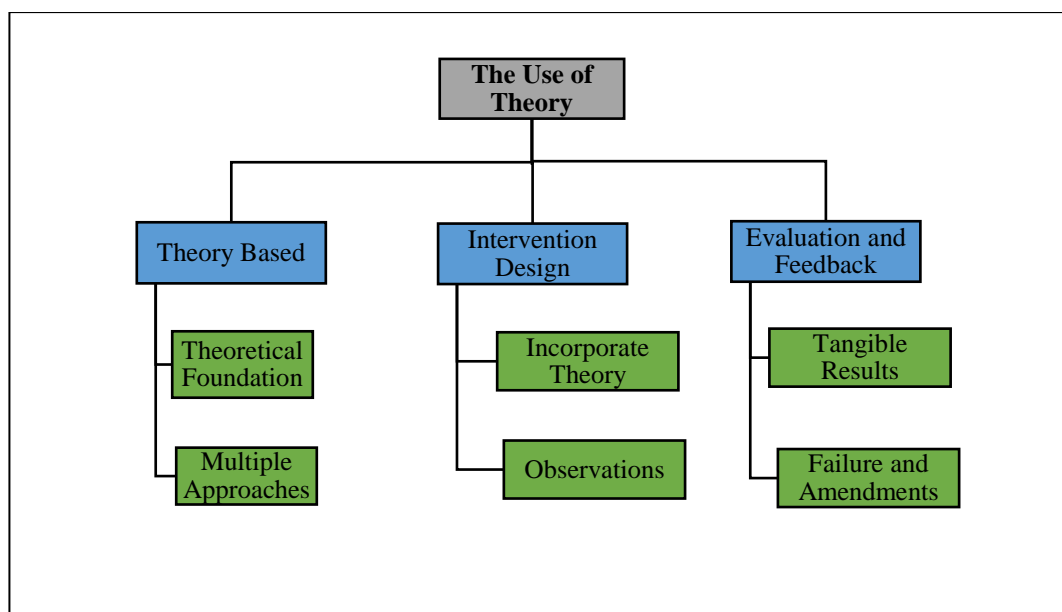 The Use of
Theory
Theory Based
Intervention
Design
Evaluation and
Feedback
Theoretical
Foundation
Incorporate
Theory
Tangible
Results
Multiple
Approaches
Observations
Failure and
Amendments